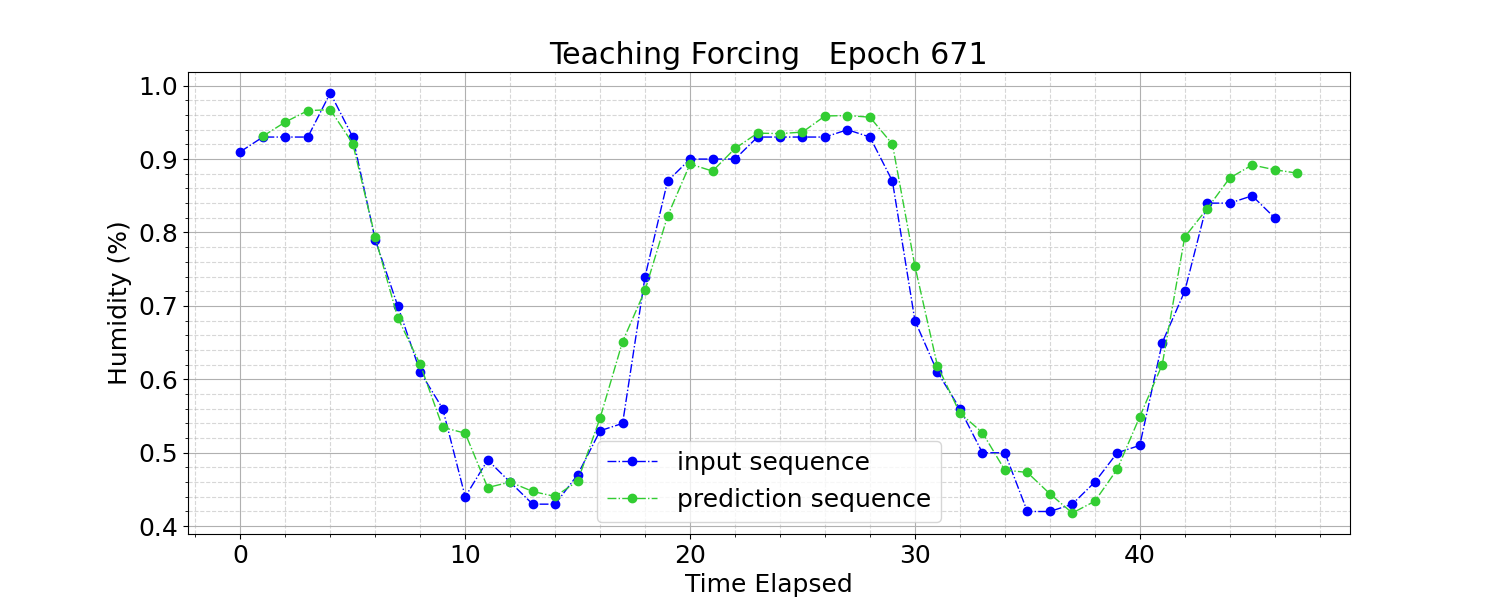 Teaching Forcing   Epoch 671
1.0
0.9
0.8
0.7
0.6
0.5
0.4
Humidity (%)
input sequence
prediction sequence
0 10 20 30 40
Time Elapsed